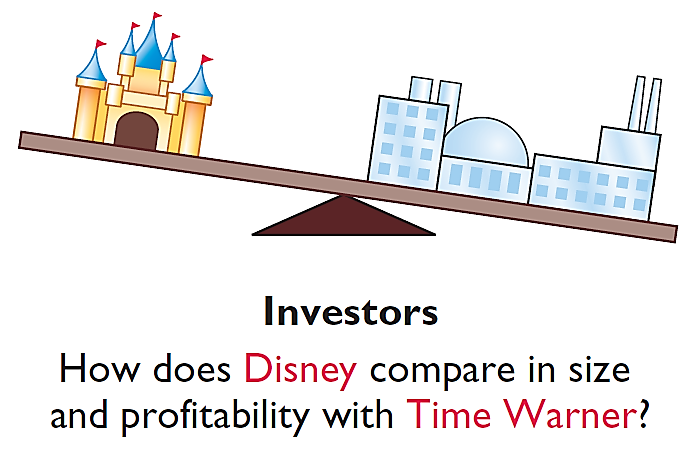 Investors
How does Disney compare in size
and profitability with Time Warner?